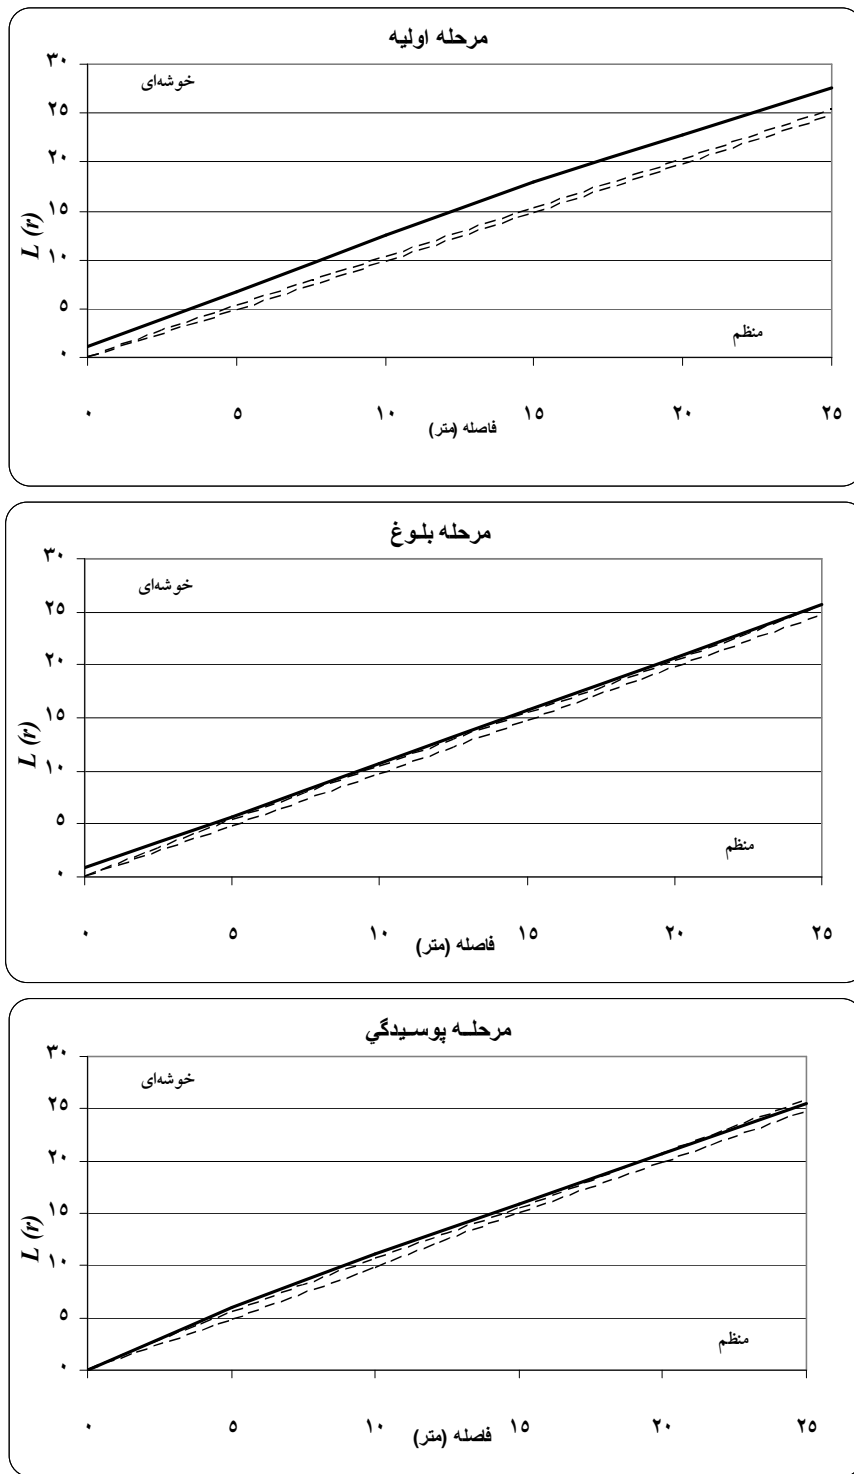 مرحله اولیه
۳۰
خوشه‌ای
۲۵
۲۰
۱۵
L (r)
۱۰
۵
منظم
۰
۰ ۵ ۱۰ ۱۵ ۲۰ ۲۵
فاصله (متر)
مرحله بلوغ
۳۰
خوشه‌ای
۲۵
۲۰
۱۵
L (r)
۱۰
۵
منظم
۰
۰ ۵ ۱۰ ۱۵ ۲۰ ۲۵
فاصله (متر)
مرحله پوسيدگي
۳۰
خوشه‌ای
۲۵
۲۰
۱۵
L (r)
۱۰
۵
منظم
۰
۰ ۵ ۱۰ ۱۵ ۲۰ ۲۵
فاصله (متر)